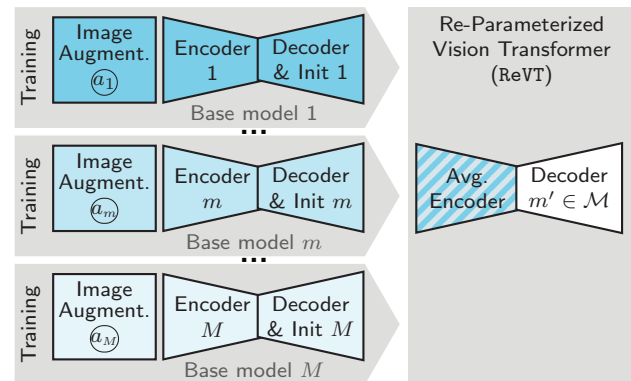 Training
Image
Augment.
a₁
Encoder
1
Decoder
& Init 1
Base model 1
...
Training
Image
Augment.
aₘ
Encoder
m
Decoder
& Init m
Base model m
...
Training
Image
Augment.
a_M
Encoder
M
Decoder
& Init M
Base model M
Re-Parameterized
Vision Transformer
(ReVT)
Avg.
Encoder
Decoder
m′ ∈ ℳ